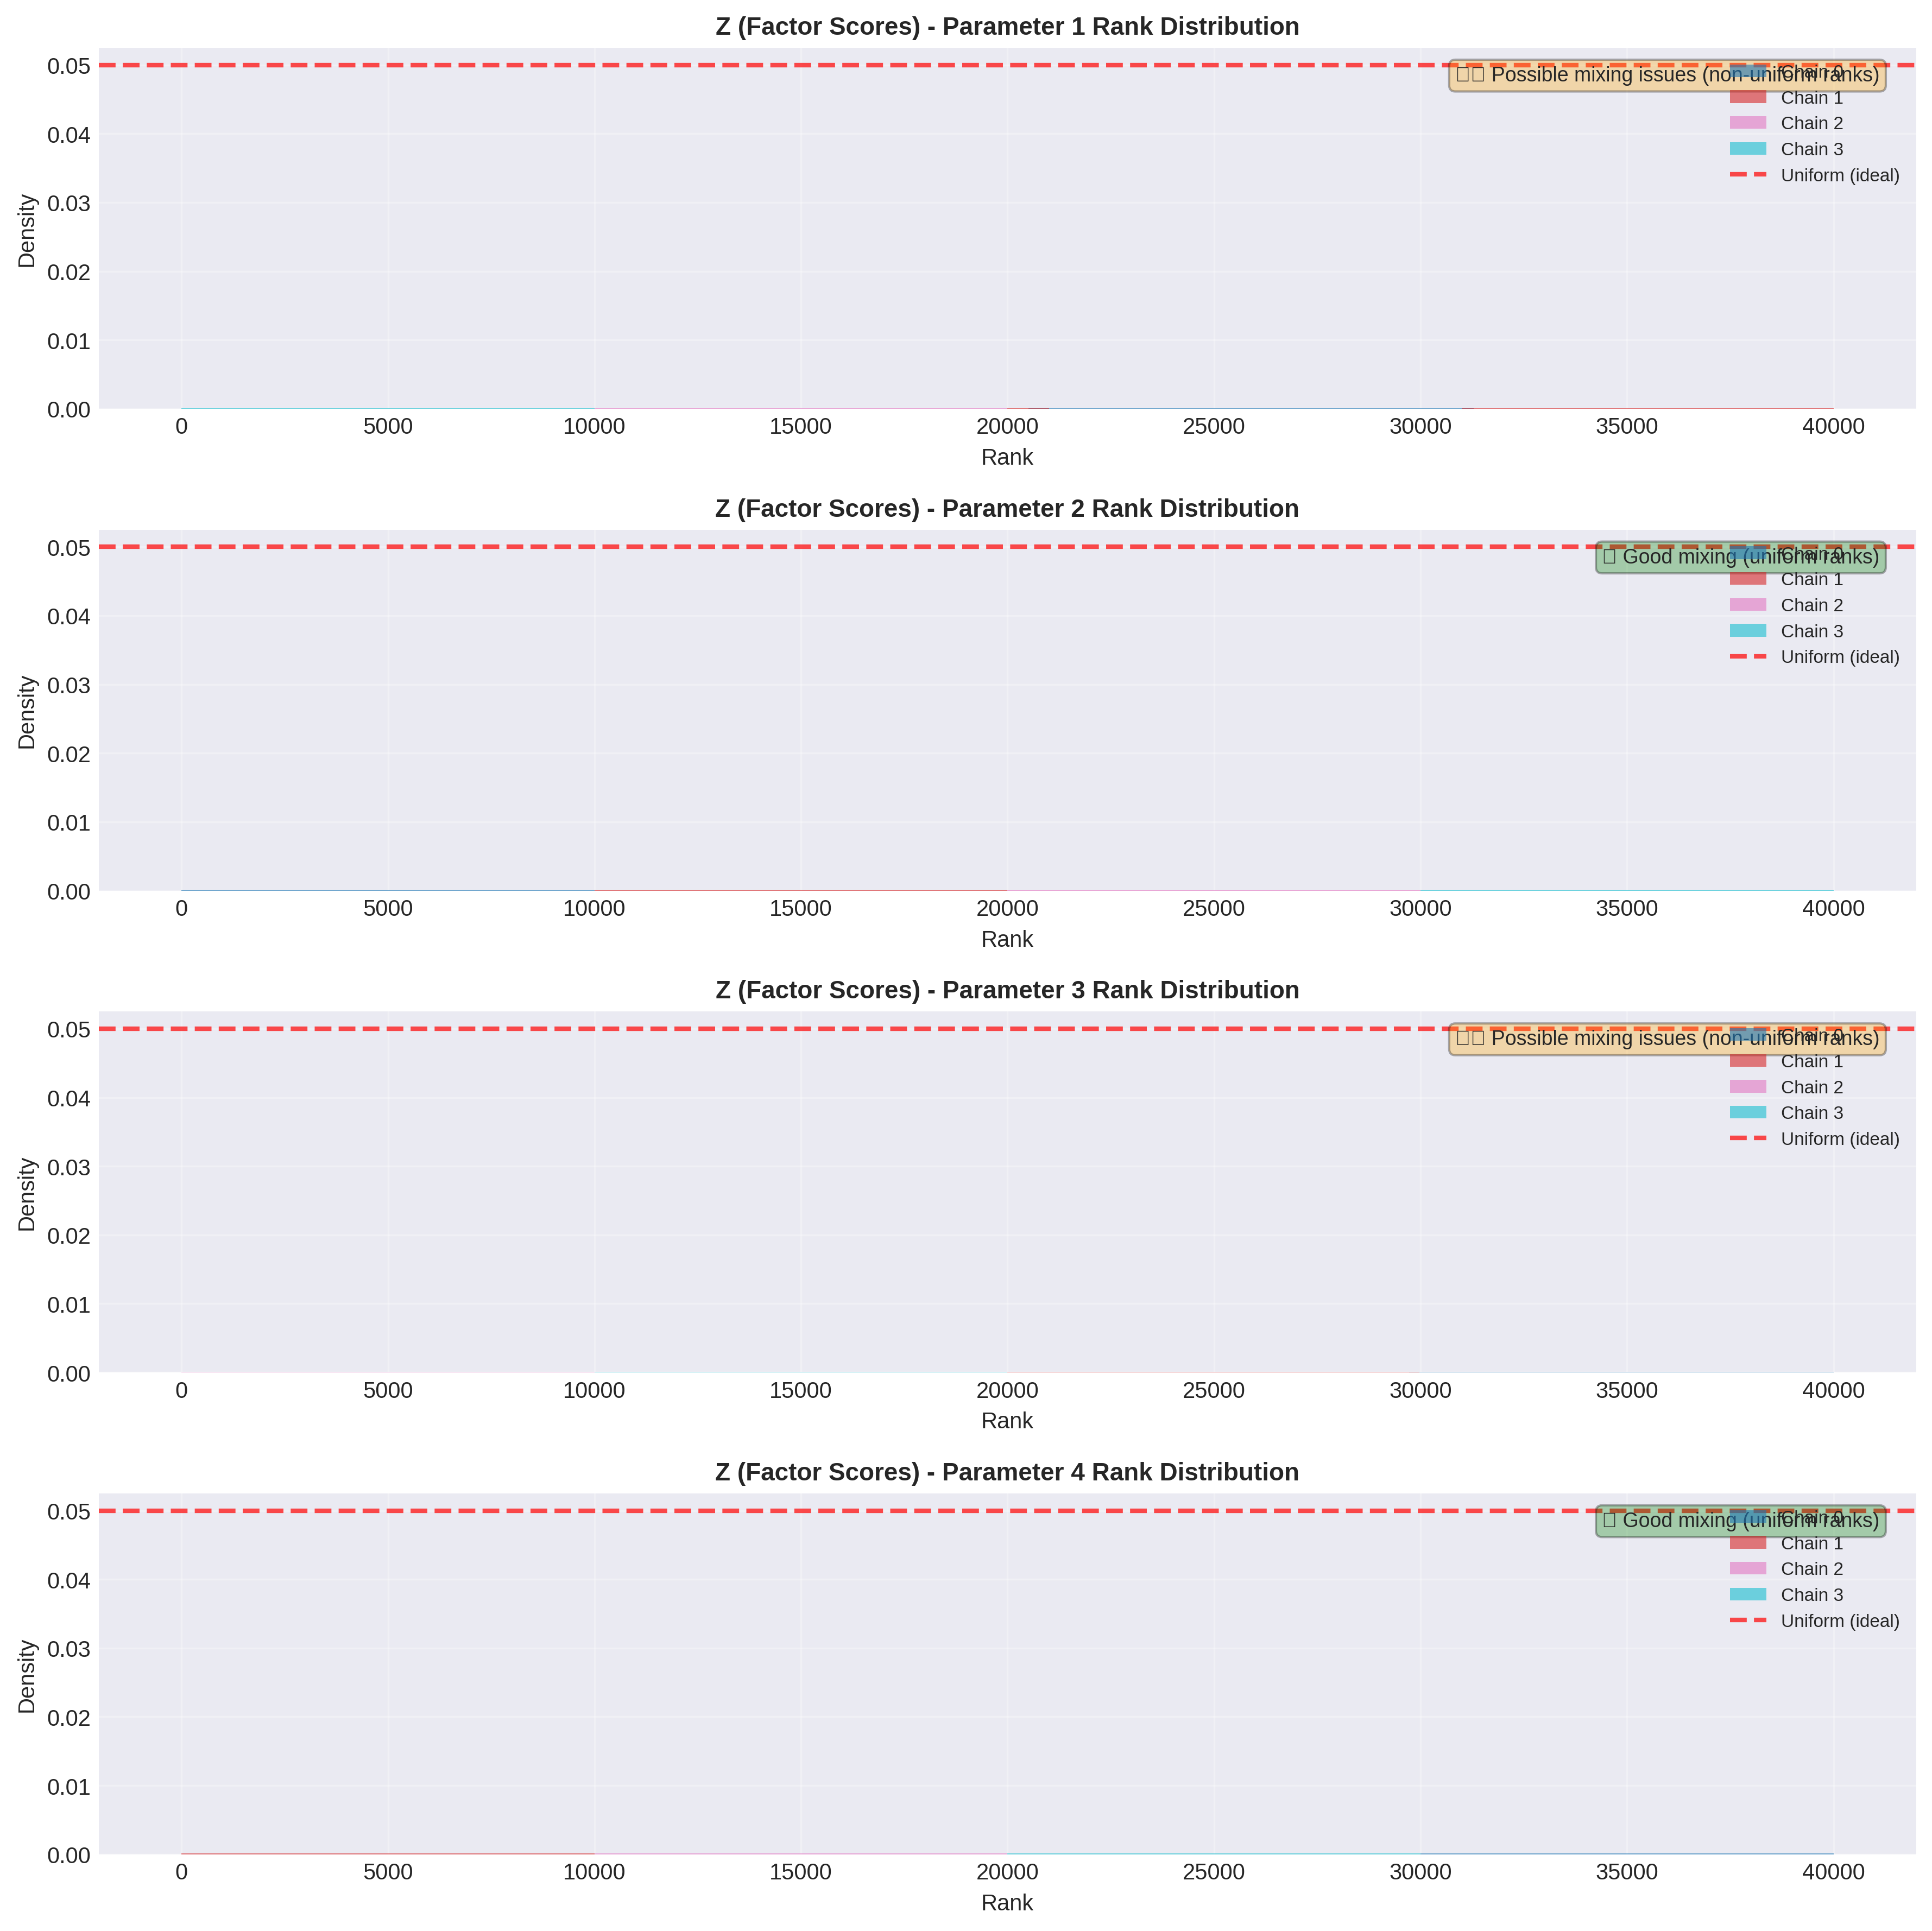 Z (Factor Scores) - Parameter 1 Rank Distribution
Possible mixing issues (non-uniform ranks)
Chain 0
Chain 1
Chain 2
Chain 3
Uniform (ideal)
Density
0.05
0.04
0.03
0.02
0.01
0.00
0 5000 10000 15000 20000 25000 30000 35000 40000
Rank
Z (Factor Scores) - Parameter 2 Rank Distribution
Good mixing (uniform ranks)
Chain 0
Chain 1
Chain 2
Chain 3
Uniform (ideal)
Density
0.05
0.04
0.03
0.02
0.01
0.00
0 5000 10000 15000 20000 25000 30000 35000 40000
Rank
Z (Factor Scores) - Parameter 3 Rank Distribution
Possible mixing issues (non-uniform ranks)
Chain 0
Chain 1
Chain 2
Chain 3
Uniform (ideal)
Density
0.05
0.04
0.03
0.02
0.01
0.00
0 5000 10000 15000 20000 25000 30000 35000 40000
Rank
Z (Factor Scores) - Parameter 4 Rank Distribution
Good mixing (uniform ranks)
Chain 0
Chain 1
Chain 2
Chain 3
Uniform (ideal)
Density
0.05
0.04
0.03
0.02
0.01
0.00
0 5000 10000 15000 20000 25000 30000 35000 40000
Rank